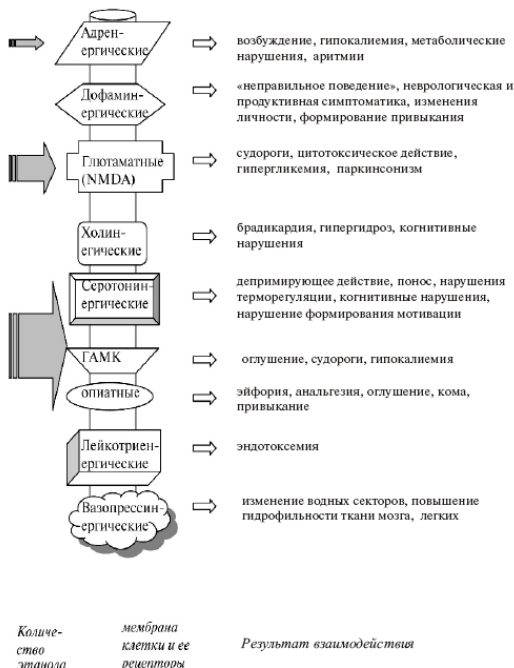 Адрен-
ергические
возбуждение, гипокалиемия, метаболические
нарушения, аритмии
Дофамин-
ергические
«неправильное поведение», неврологическая и
продуктивная симптоматика, изменения
личности, формирование привыкания
Глютаматные
(NMDA)
судороги, цитотоксическое действие,
гипергликемия, паркинсонизм
Холин-
егические
брадикардия, гипергидроз, когнитивные
нарушения
Серотонин-
ергические
депримирующее действие, понос, нарушения
терморегуляции, когнитивные нарушения,
нарушение формирования мотивации
ГАМК
оглушение, судороги, гипокалиемия
опиатные
эйфория, анальгезия, оглушение, кома,
привыкание
Лейкотриен-
ергические
эндотоксемия
Вазопрессин-
ергические
изменение водных секторов, повышение
гидрофильности ткани мозга, легких
Количе-
ство
этанола
мембрана
клетки и ее
рецепторы
Результат взаимодействия